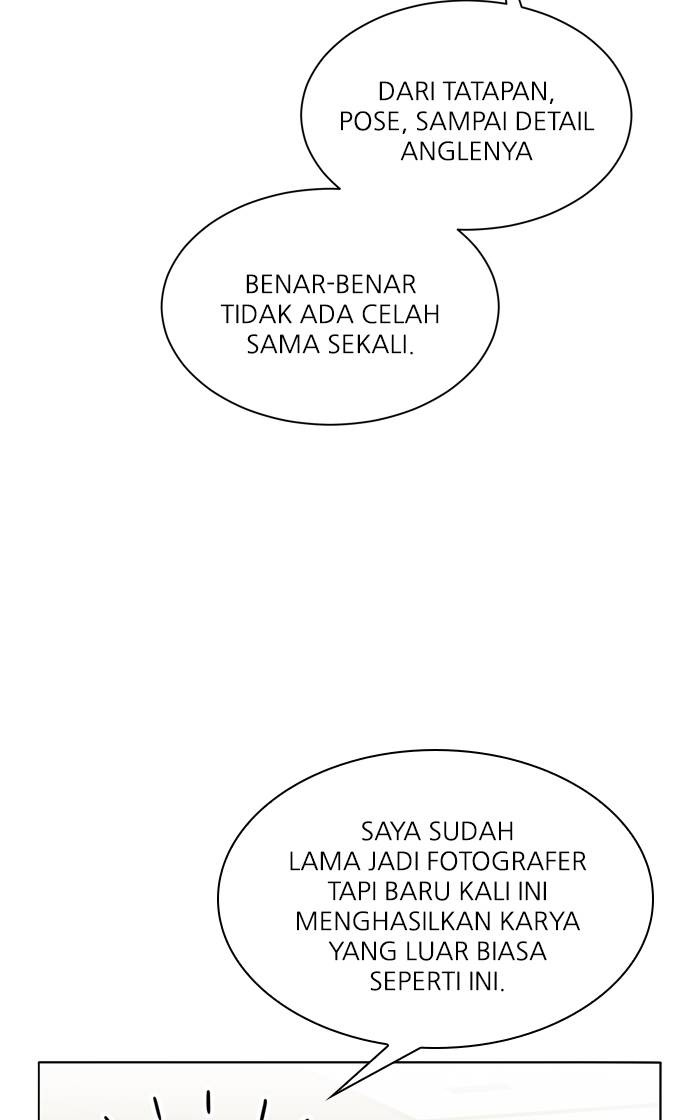 DARI TATAPAN,
POSE, SAMPAI DETAIL
ANGLENYA
BENAR-BENAR
TIDAK ADA CELAH
SAMA SEKALI.
SAYA SUDAH
LAMA JADI FOTOGRAFER
TAPI BARU KALI INI
MENGHASILKAN KARYA
YANG LUAR BIASA
SEPERTI INI.